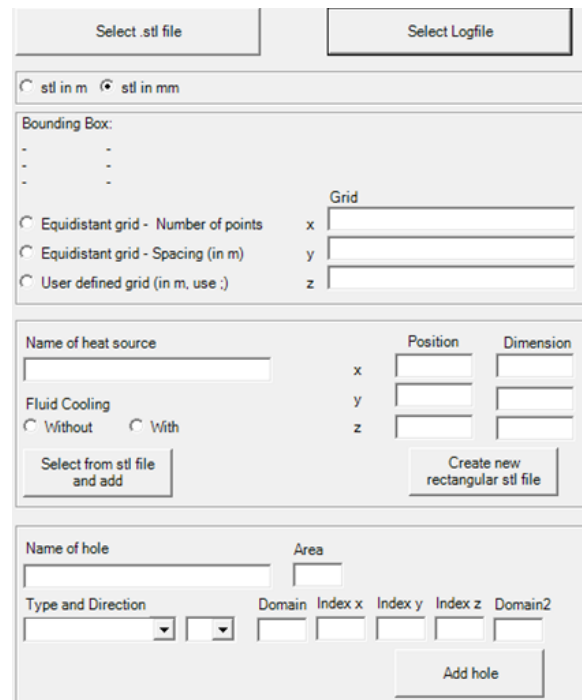 Select .stl file
Select Logfile
stl in m stl in mm
Bounding Box:
- -
- -
- -
Grid
Equidistant grid - Number of points x
Equidistant grid - Spacing (in m) y
User defined grid (in m, use ;) z
Name of heat source
Position Dimension
x
Fluid Cooling
y
Without With
z
Select from stl file
and add
Create new
rectangular stl file
Name of hole Area
Type and Direction Domain Index x Index y Index z Domain2
Add hole